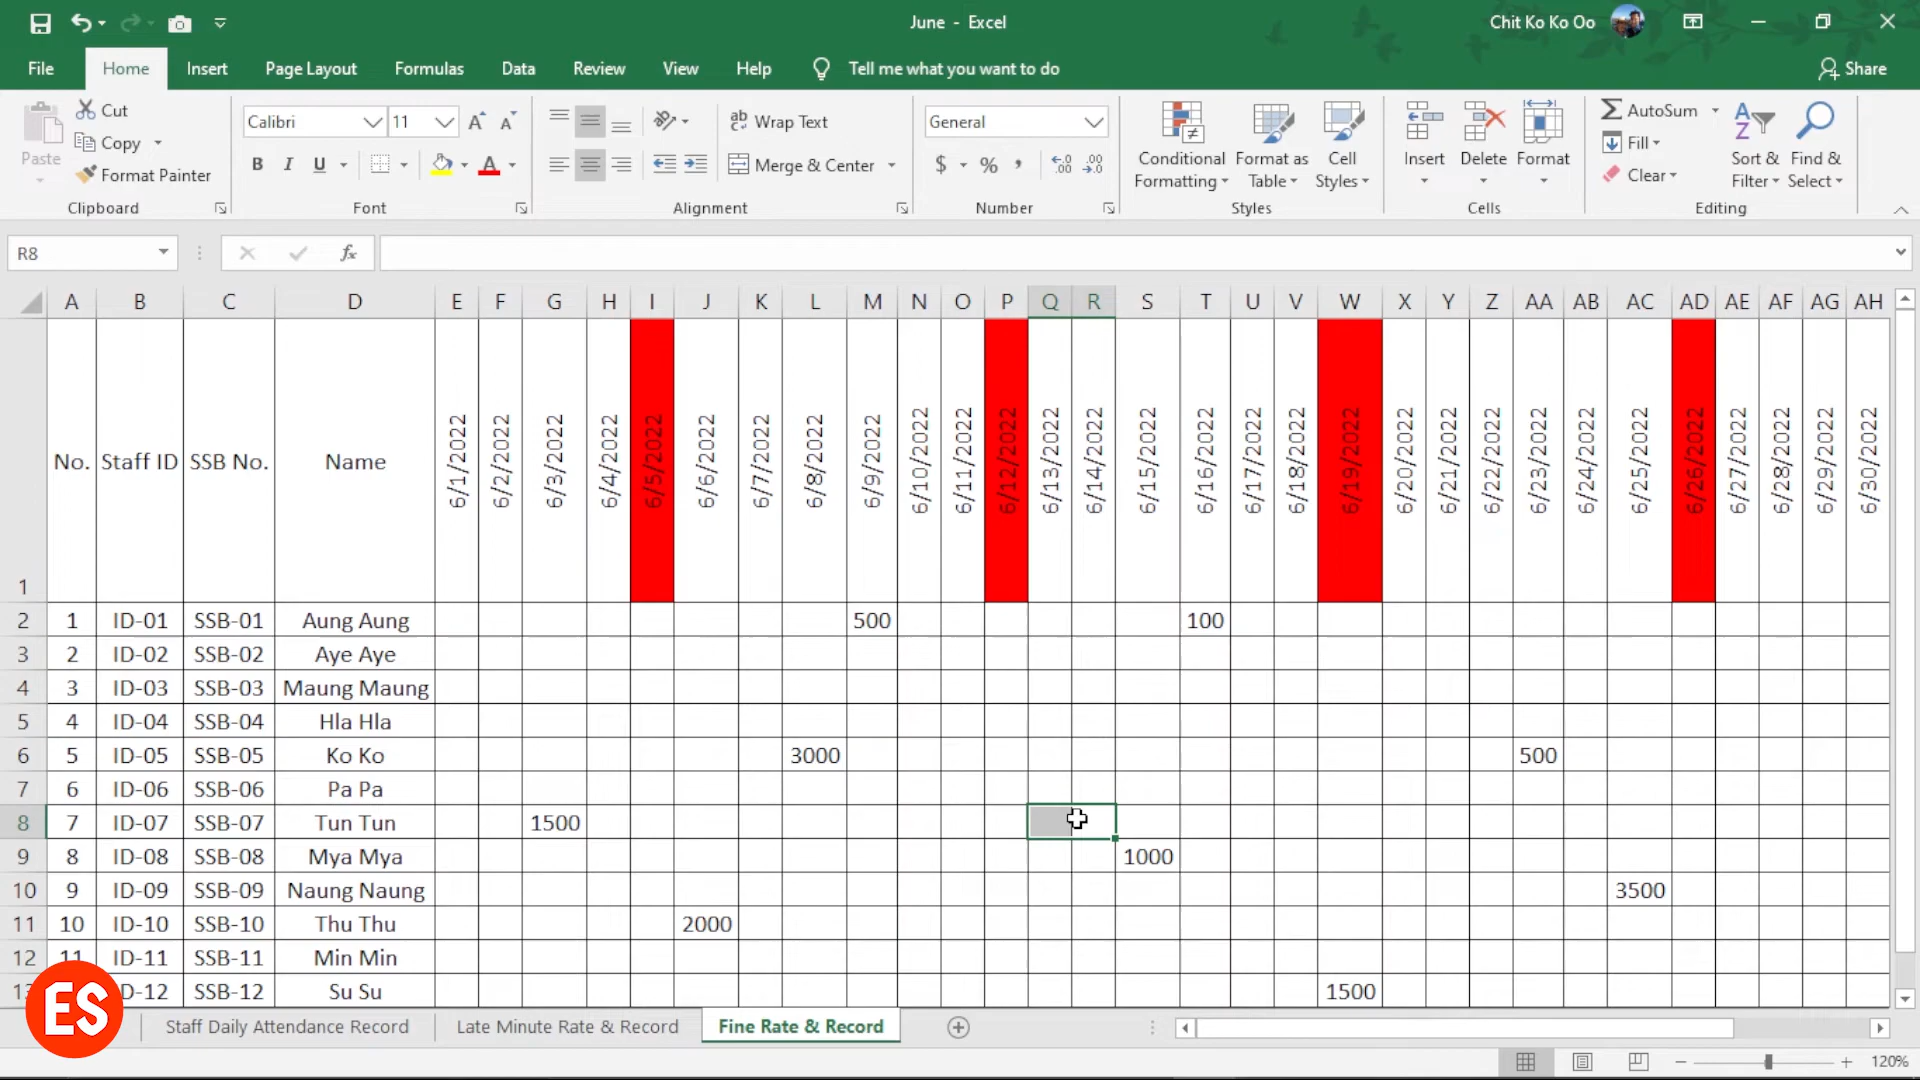 June - Excel
Chit Ko Ko Oo
File Home Insert Page Layout Formulas Data Review View Help Tell me what you want to do Share
Paste
Cut
Copy
Format Painter
Clipboard
Calibri 11
B I U A
Font
ab Wrap Text
Merge & Center
Alignment
General
$ % ,
Number
Conditional Formatting
Format as Table
Cell Styles
Styles
Insert
Delete
Format
Cells
AutoSum
Fill
Clear
Sort & Filter
Find & Select
Editing
R8 fx
A B C D E F G H I J K L M N O P Q R S T U V W X Y Z AA AB AC AD AE AF AG AH
1 No. Staff ID SSB No. Name 6/1/2022 6/2/2022 6/3/2022 6/4/2022 6/5/2022 6/6/2022 6/7/2022 6/8/2022 6/9/2022 6/10/2022 6/11/2022 6/12/2022 6/13/2022 6/14/2022 6/15/2022 6/16/2022 6/17/2022 6/18/2022 6/19/2022 6/20/2022 6/21/2022 6/22/2022 6/23/2022 6/24/2022 6/25/2022 6/26/2022 6/27/2022 6/28/2022 6/29/2022 6/30/2022
2 1 ID-01 SSB-01 Aung Aung 500 100
3 2 ID-02 SSB-02 Aye Aye
4 3 ID-03 SSB-03 Maung Maung
5 4 ID-04 SSB-04 Hla Hla
6 5 ID-05 SSB-05 Ko Ko 3000 500
7 6 ID-06 SSB-06 Pa Pa
8 7 ID-07 SSB-07 Tun Tun 1500
9 8 ID-08 SSB-08 Mya Mya 1000
10 9 ID-09 SSB-09 Naung Naung 3500
11 10 ID-10 SSB-10 Thu Thu 2000
12 11 ID-11 SSB-11 Min Min
D-12 SSB-12 Su Su 1500
ES
Staff Daily Attendance Record Late Minute Rate & Record Fine Rate & Record
120%